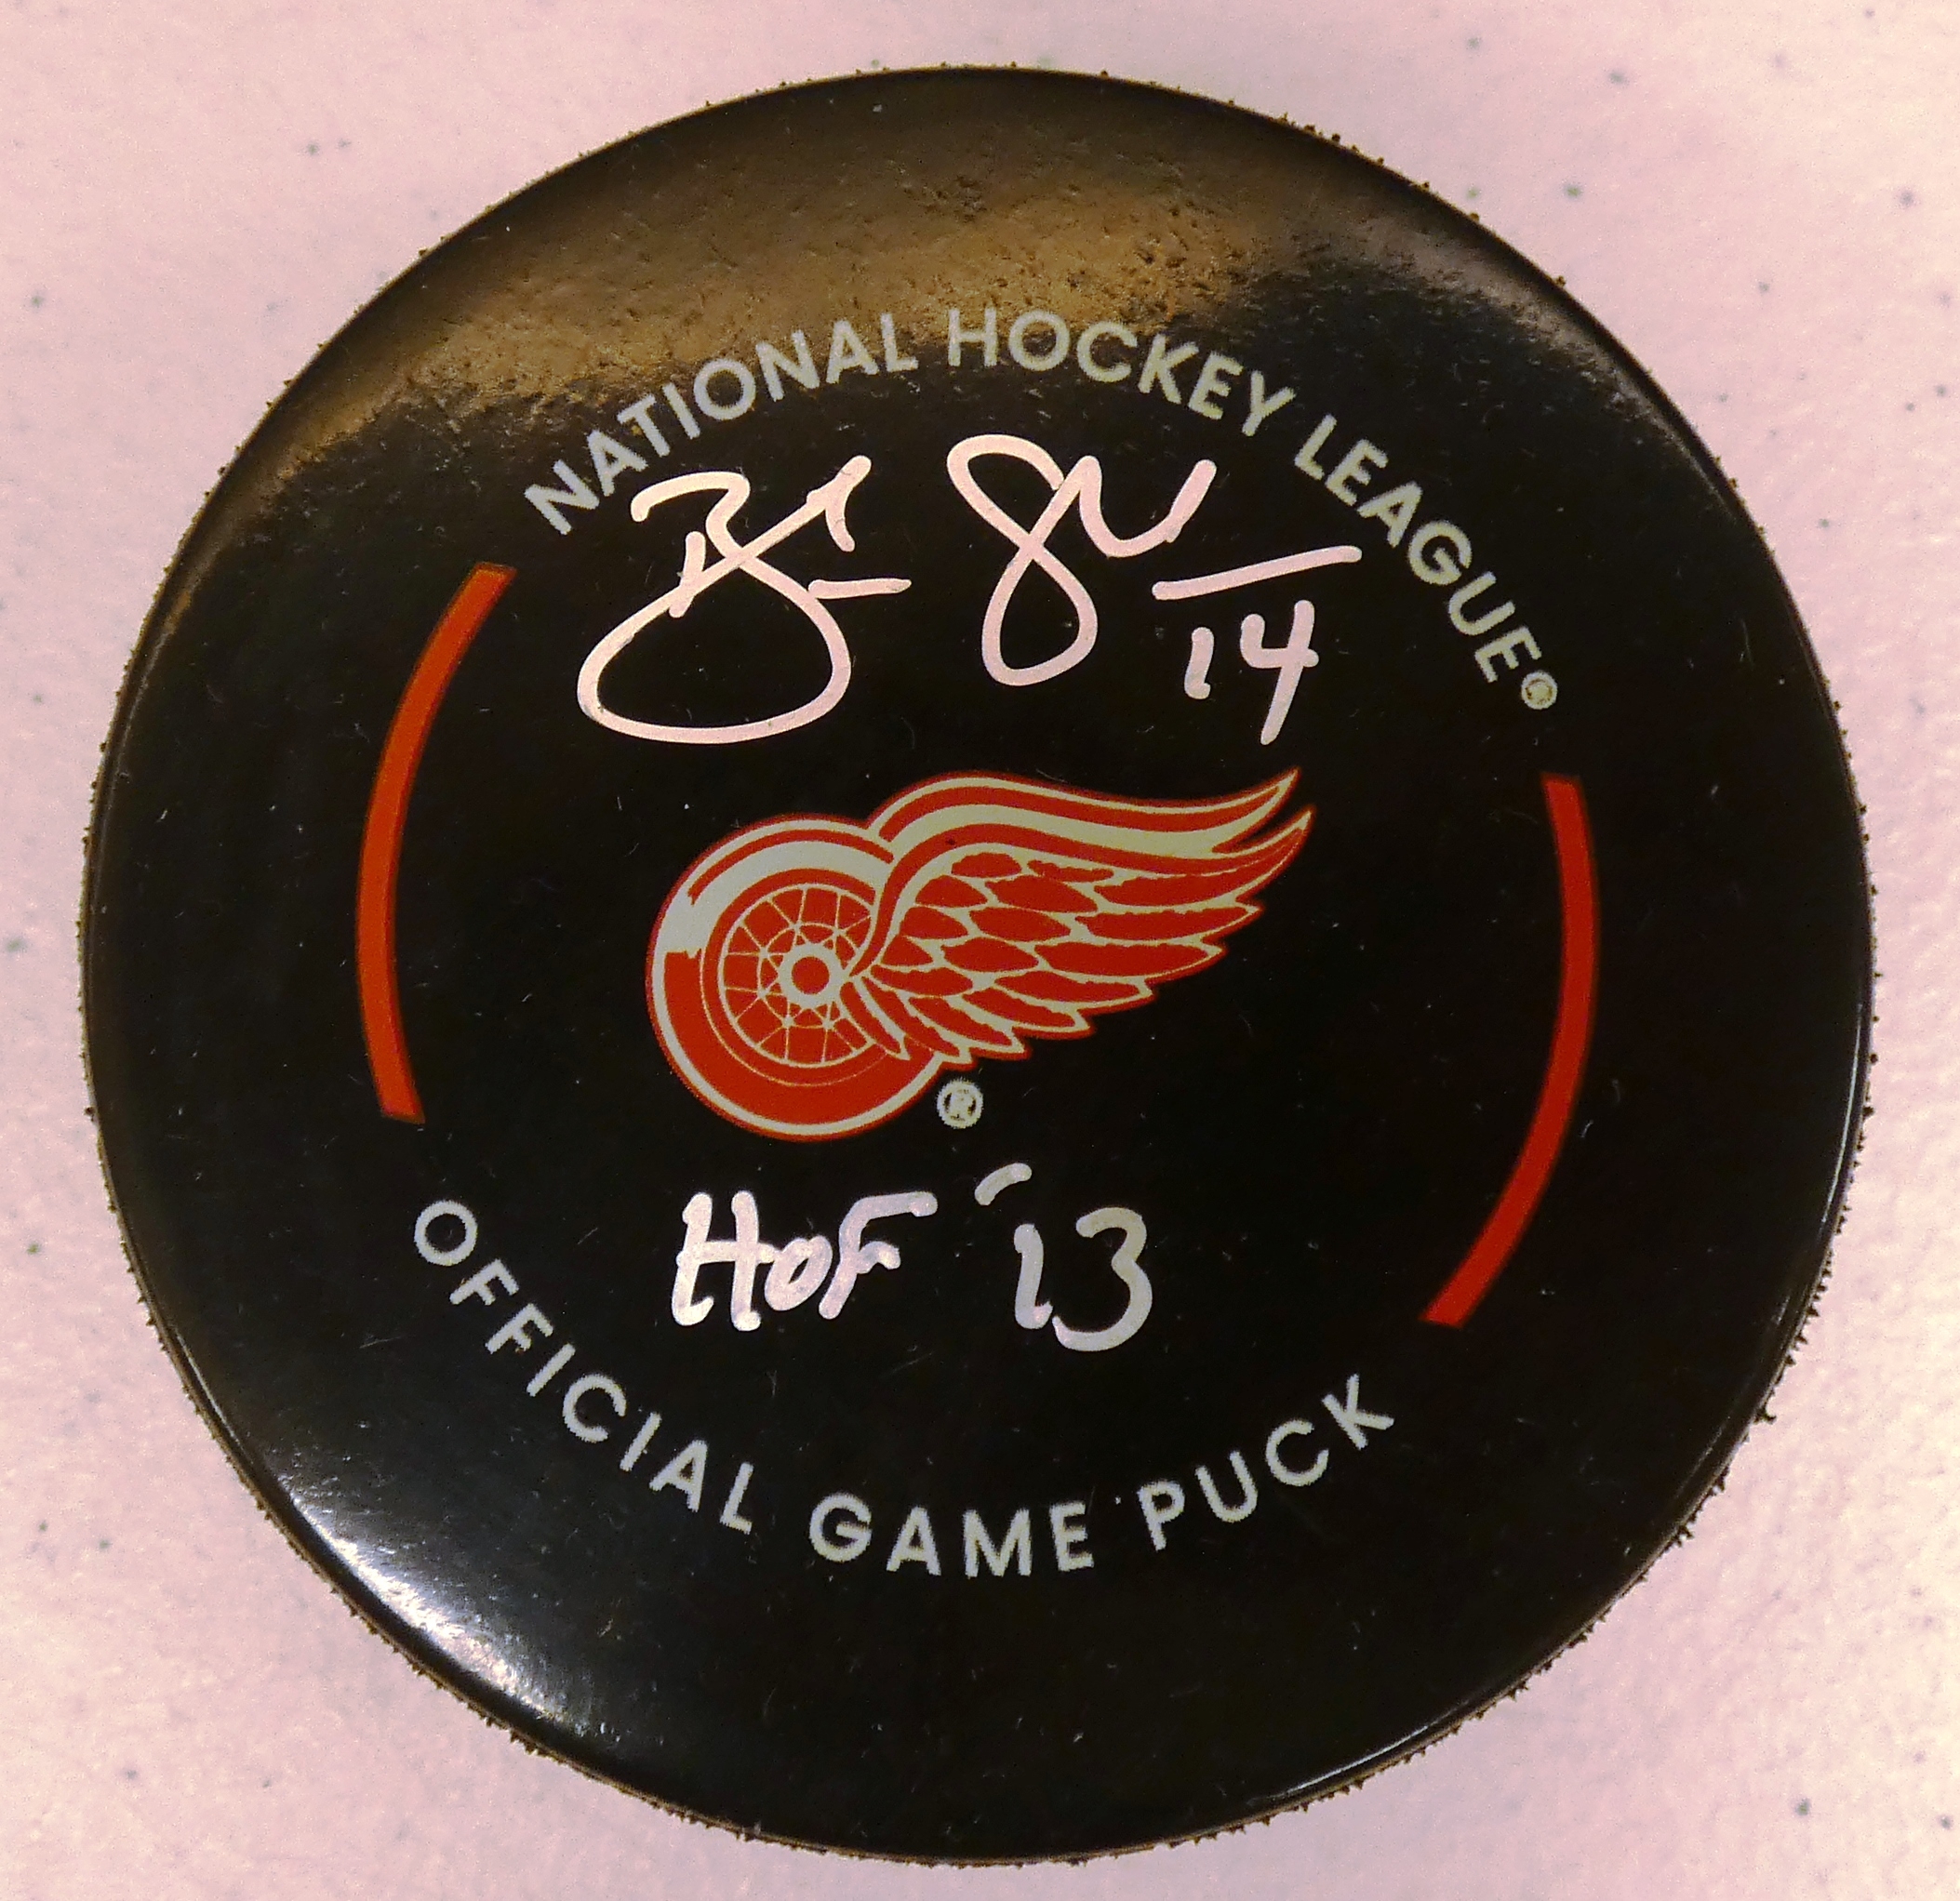 NATIONAL HOCKEY LEAGUE®
14
®
HOF '13
OFFICIAL GAME PUCK